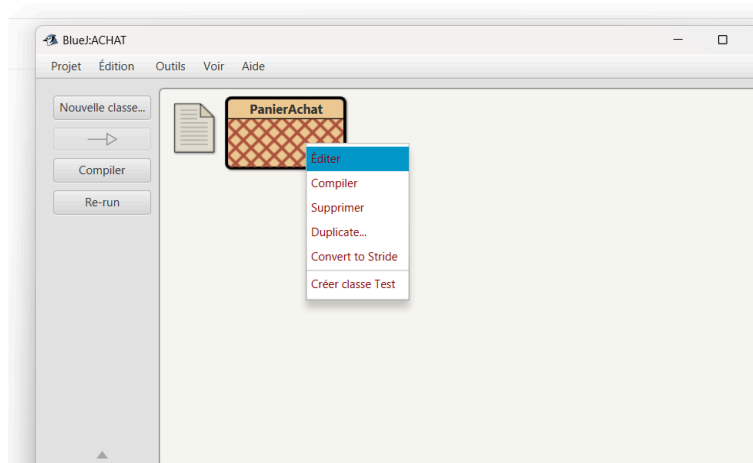 BlueJ:ACHAT
Projet Édition Outils Voir Aide
Nouvelle classe...
Compiler
Re-run
PanierAchat
Éditer
Compiler
Supprimer
Duplicate...
Convert to Stride
Créer classe Test